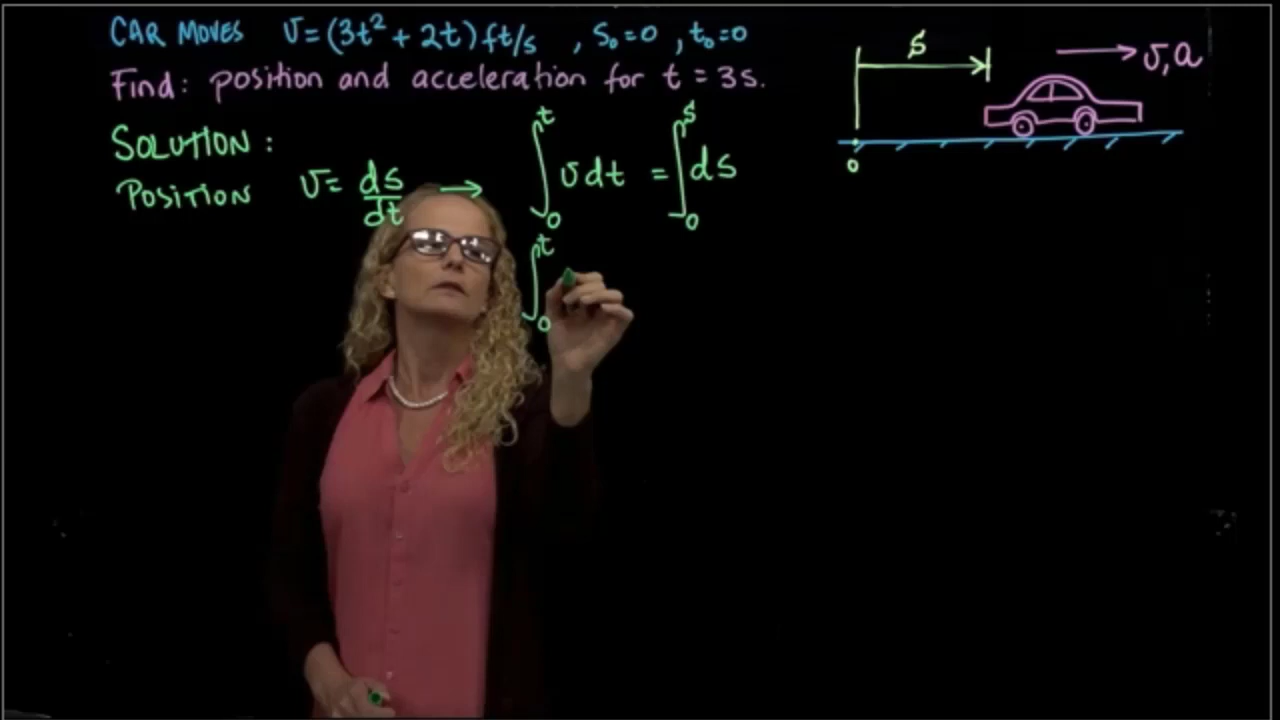 CAR MOVES v=(3t²+2t)ft/s , S₀=0 , t₀=0
Find: position and acceleration for t=3s.
SOLUTION:
POSITION v= ds/dt → ∫₀ᵗ v dt = ∫₀ˢ ds
∫₀ᵗ
s
v, a
0